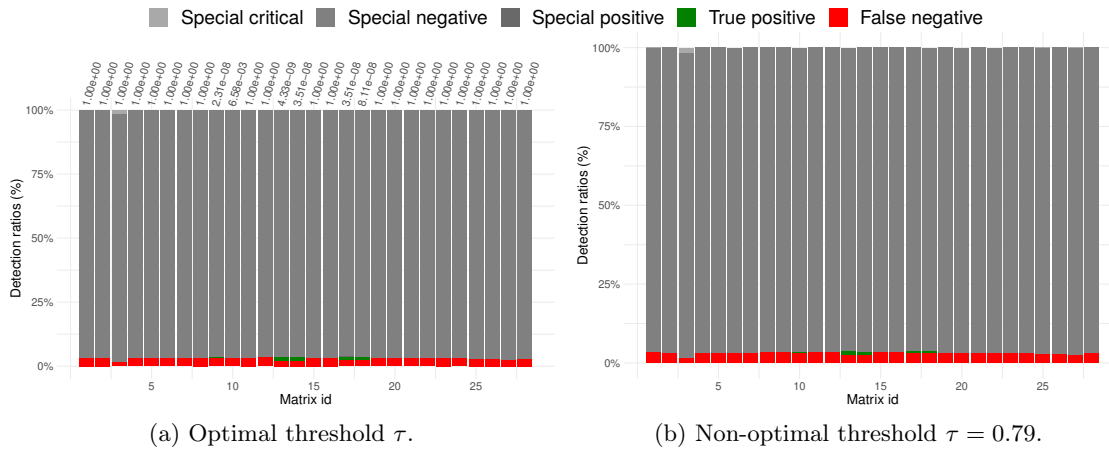 Special critical Special negative Special positive True positive False negative
1.00e+00
1.00e+00
1.00e+00
1.00e+00
1.00e+00
1.00e+00
1.00e+00
1.00e+00
2.31e−08
6.58e−03
1.00e+00
1.00e+00
4.33e−09
3.51e−08
1.00e+00
1.00e+00
3.51e−08
8.11e−08
1.00e+00
1.00e+00
1.00e+00
1.00e+00
1.00e+00
1.00e+00
1.00e+00
1.00e+00
1.00e+00
1.00e+00
100%
75%
50%
25%
0%
Detection ratios (%)
5 10 15 20 25
Matrix id
(a) Optimal threshold τ.
100%
75%
50%
25%
0%
Detection ratios (%)
5 10 15 20 25
Matrix id
(b) Non-optimal threshold τ = 0.79.